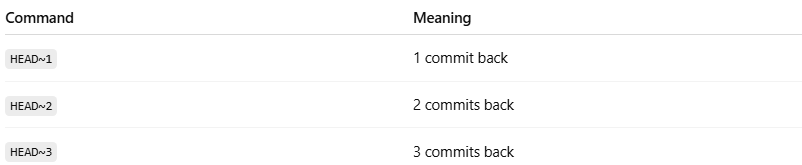 Command Meaning
HEAD~1 1 commit back
HEAD~2 2 commits back
HEAD~3 3 commits back